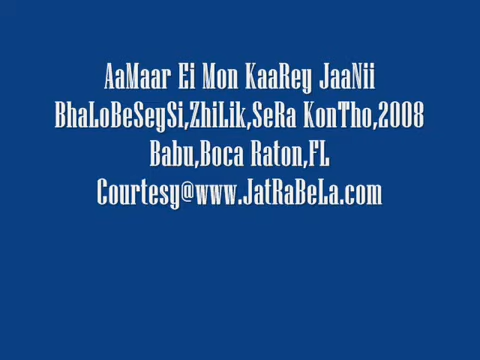 AaMaar Ei Mon KaaRey JaaNii
BhaLoBeSeySi,ZhiLik,SeRa KonTho,2008
Babu,Boca Raton,FL
Courtesy@www.JatRaBeLa.com